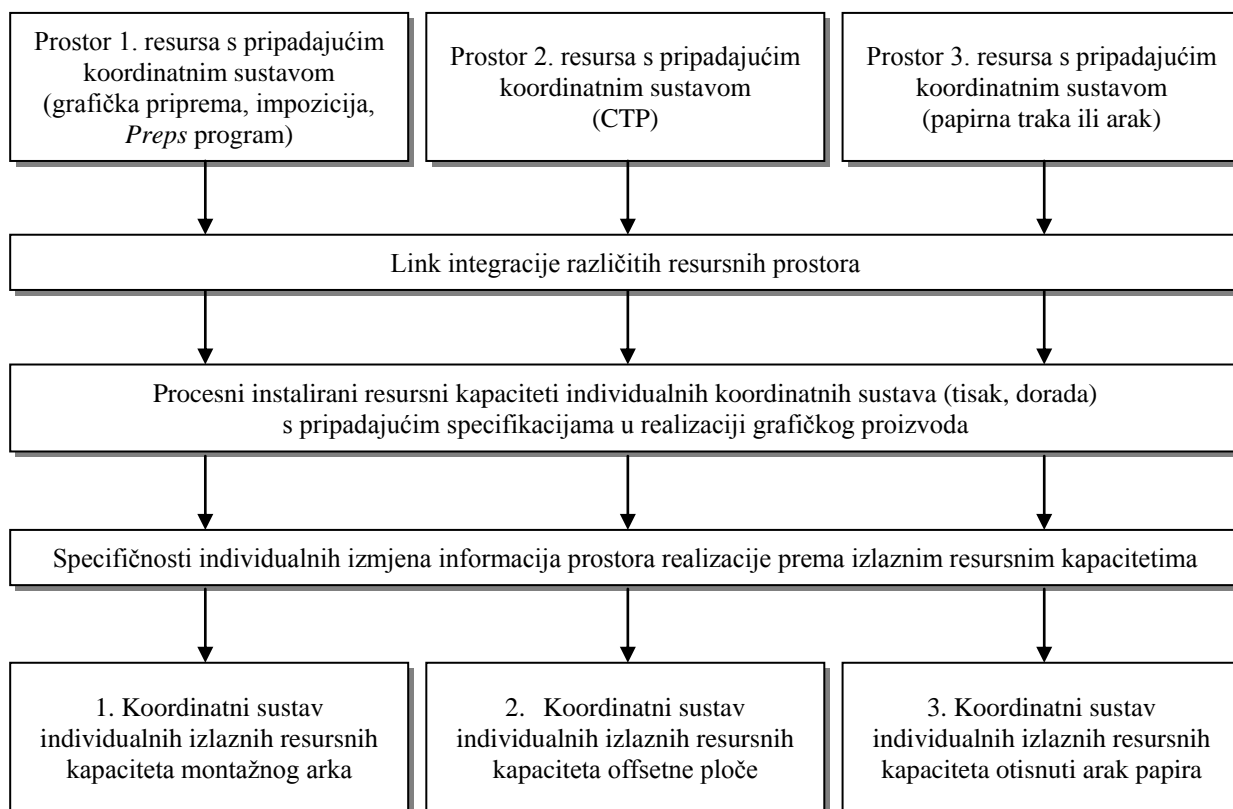 Prostor 1. resursa s pripadajućim
koordinatnim sustavom
(grafička priprema, impozicija,
Preps program)
Prostor 2. resursa s pripadajućim
koordinatnim sustavom
(CTP)
Prostor 3. resursa s pripadajućim
koordinatnim sustavom
(papirna traka ili arak)
Link integracije različitih resursnih prostora
Procesni instalirani resursni kapaciteti individualnih koordinatnih sustava (tisak, dorada)
s pripadajućim specifikacijama u realizaciji grafičkog proizvoda
Specifičnosti individualnih izmjena informacija prostora realizacije prema izlaznim resursnim kapacitetima
1. Koordinatni sustav
individualnih izlaznih resursnih
kapaciteta montažnog arka
2. Koordinatni sustav
individualnih izlaznih resursnih
kapaciteta offsetne ploče
3. Koordinatni sustav
individualnih izlaznih resursnih
kapaciteta otisnuti arak papira